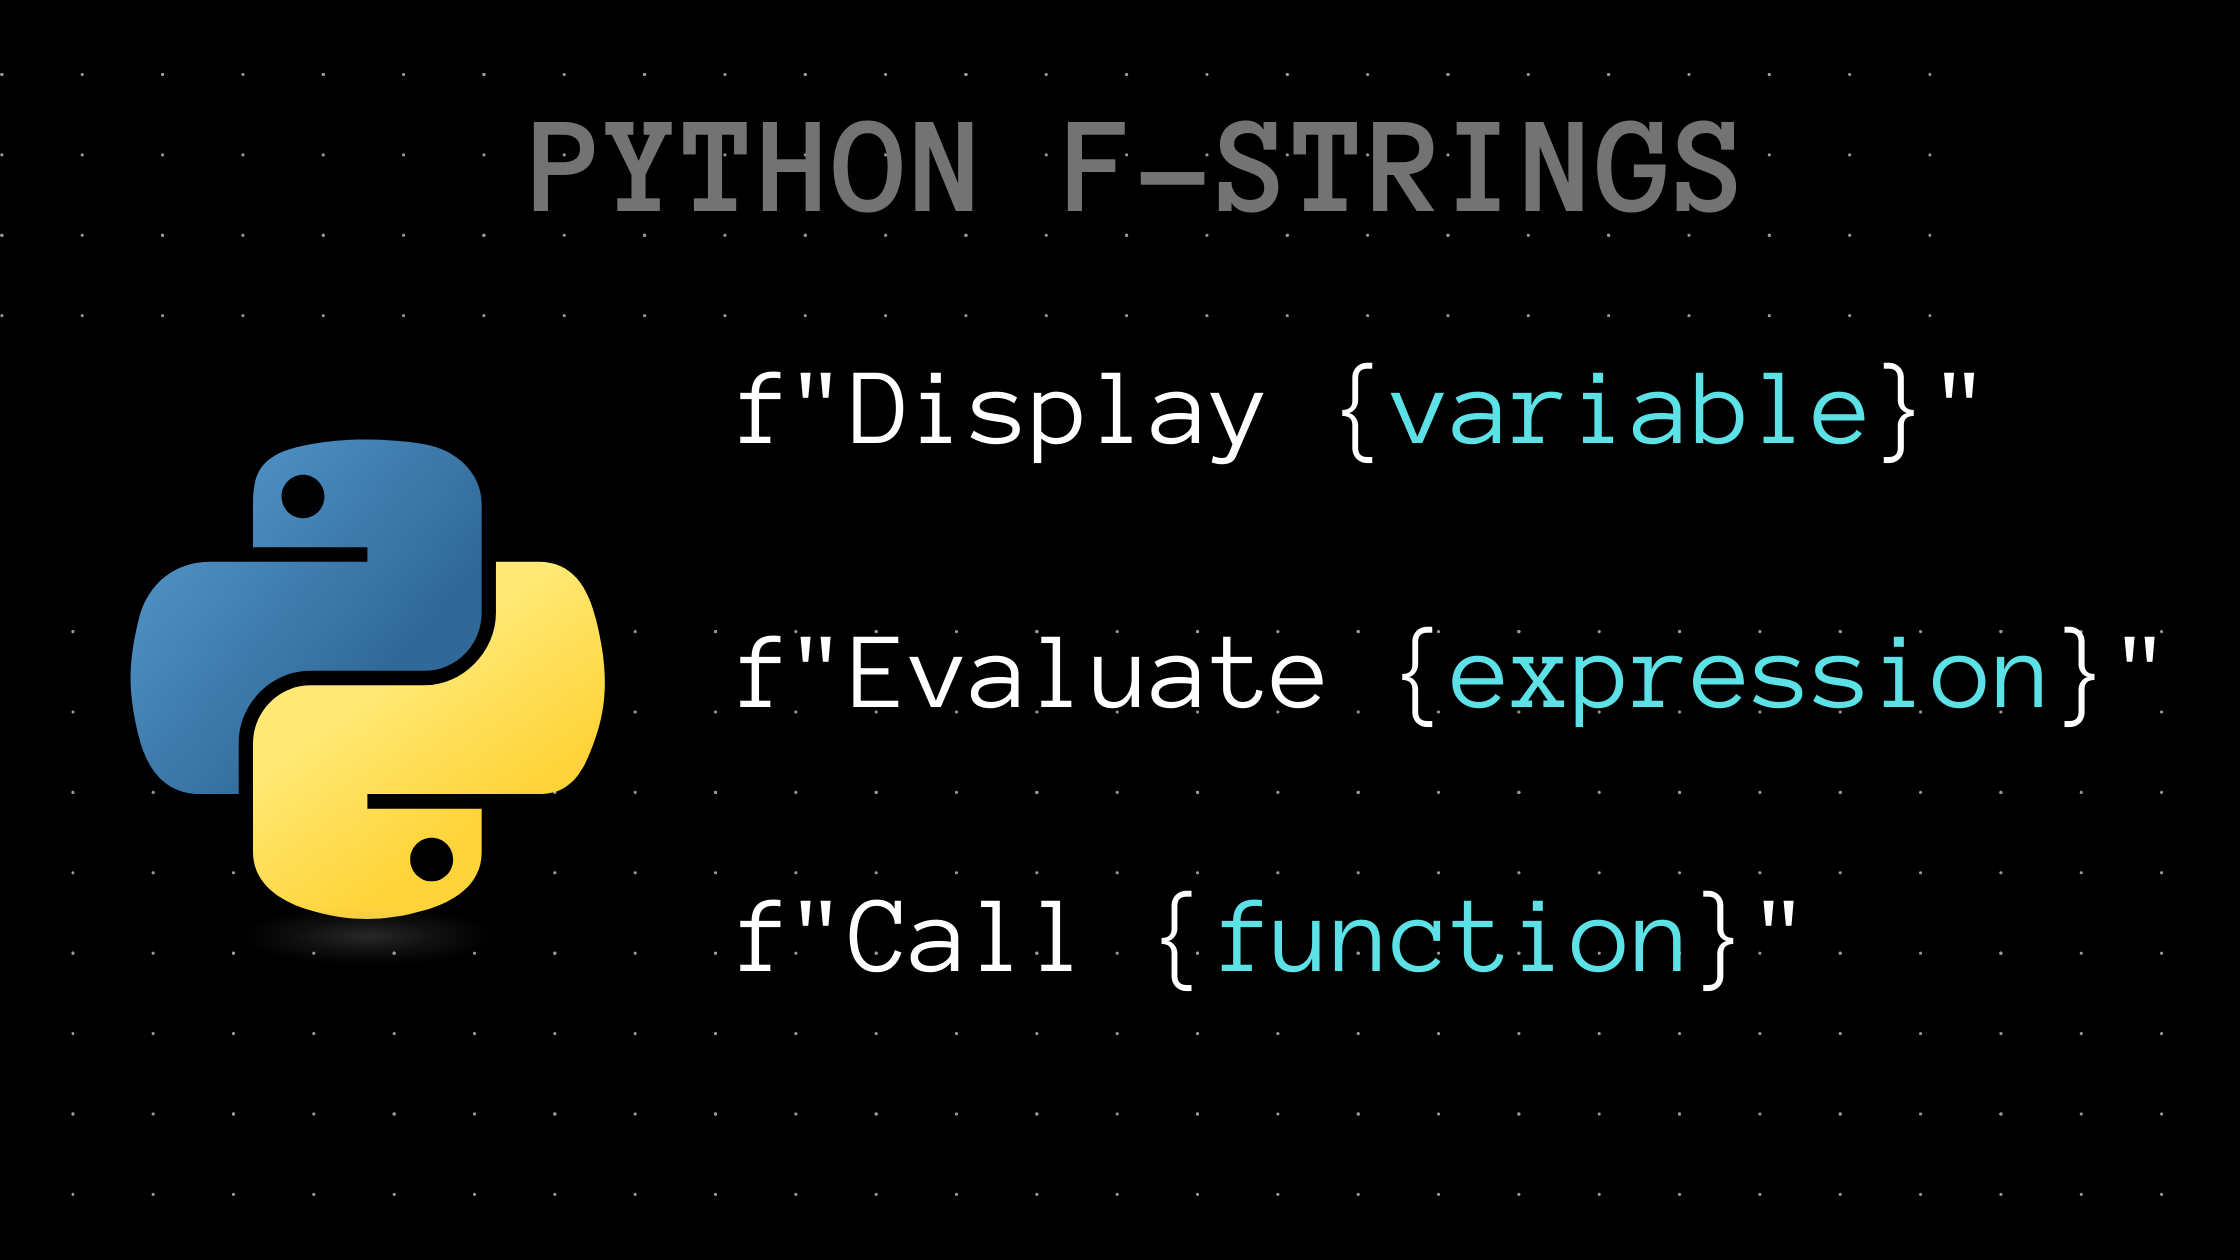 PYTHON F-STRINGS
f"Display {variable}"
f"Evaluate {expression}"
f"Call {function}"